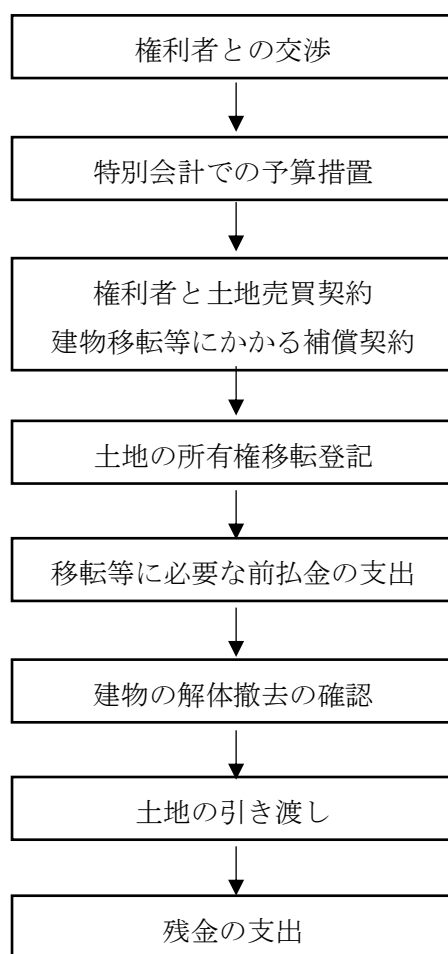 権利者との交渉
特別会計での予算措置
権利者と土地売買契約
建物移転等にかかる補償契約
土地の所有権移転登記
移転等に必要な前払金の支出
建物の解体撤去の確認
土地の引き渡し
残金の支出